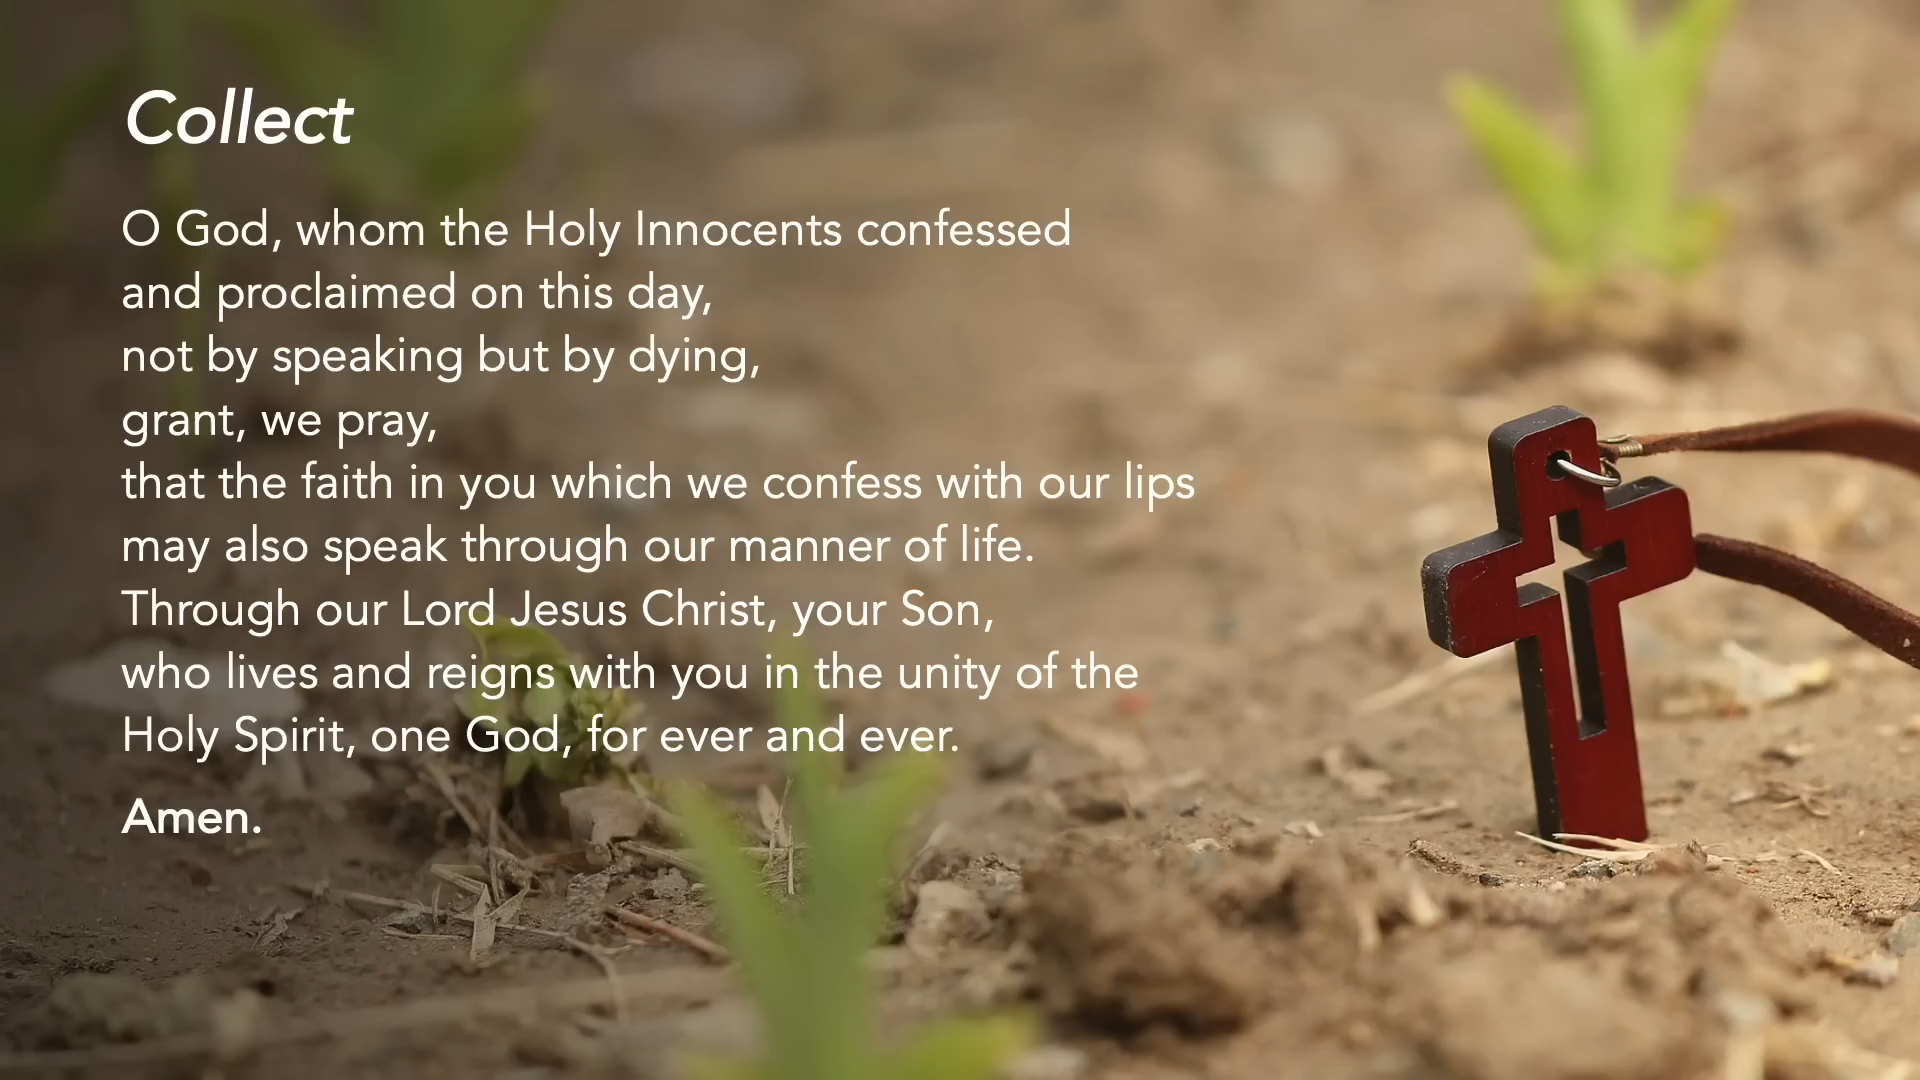 Collect
O God, whom the Holy Innocents confessed
and proclaimed on this day,
not by speaking but by dying,
grant, we pray,
that the faith in you which we confess with our lips
may also speak through our manner of life.
Through our Lord Jesus Christ, your Son,
who lives and reigns with you in the unity of the
Holy Spirit, one God, for ever and ever.
Amen.